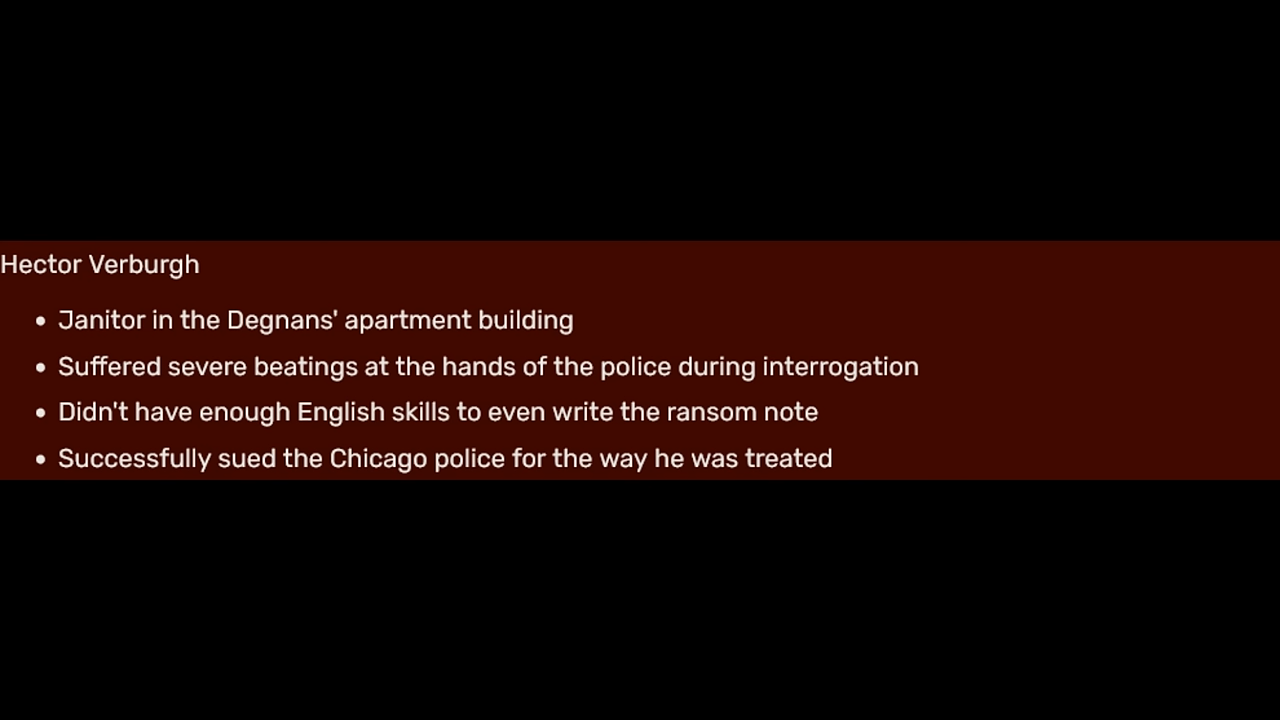 Hector Verburgh
• Janitor in the Degnans' apartment building
• Suffered severe beatings at the hands of the police during interrogation
• Didn't have enough English skills to even write the ransom note
• Successfully sued the Chicago police for the way he was treated